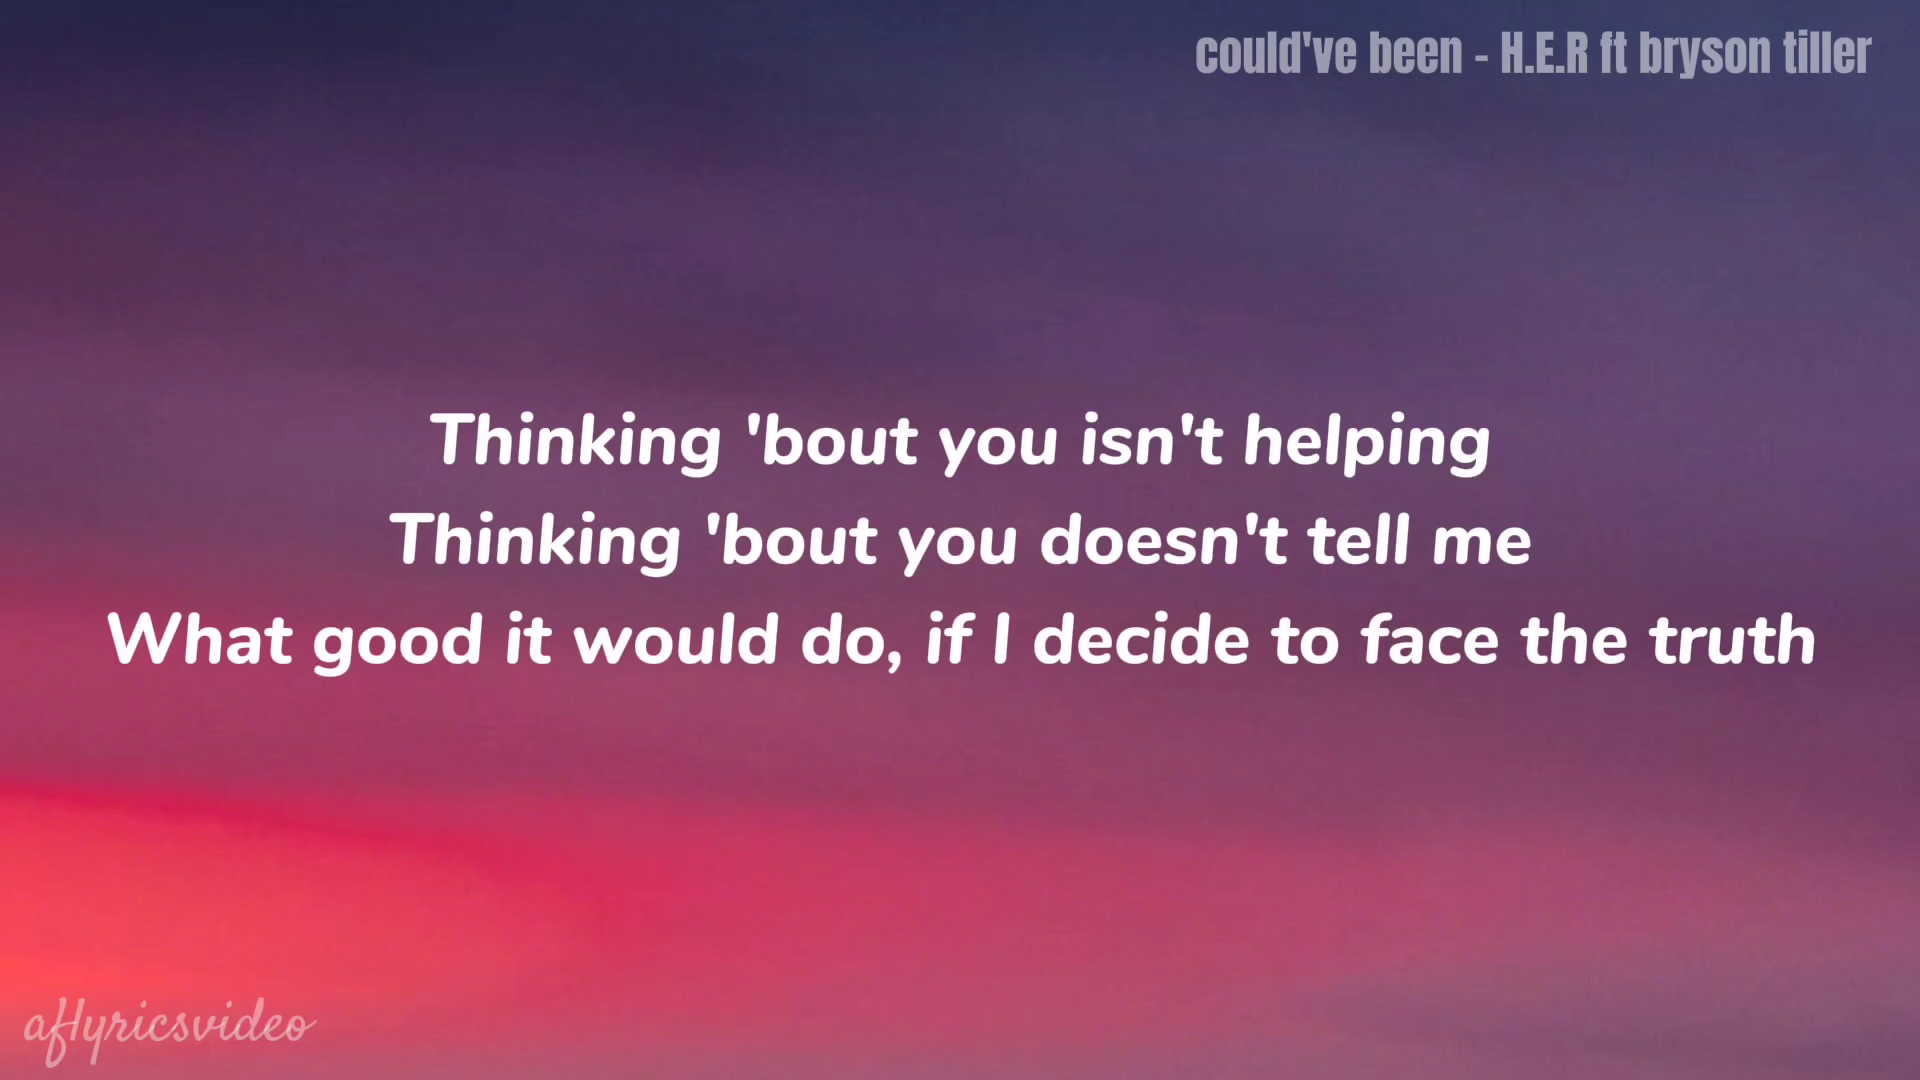 could've been - H.E.R ft bryson tiller
Thinking 'bout you isn't helping
Thinking 'bout you doesn't tell me
What good it would do, if I decide to face the truth
aflyricsvideo